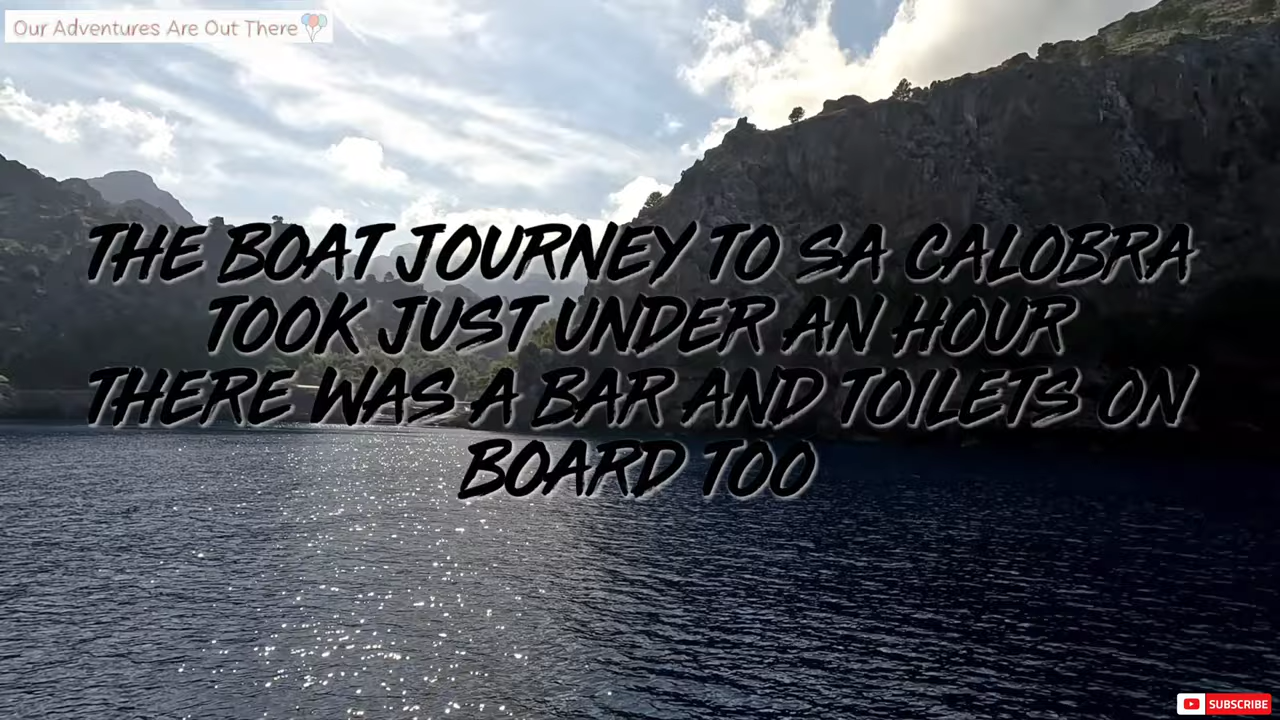 Our Adventures Are Out There
THE BOAT JOURNEY TO SA CALOBRA
TOOK JUST UNDER AN HOUR
THERE WAS A BAR AND TOILETS ON
BOARD TOO
SUBSCRIBE